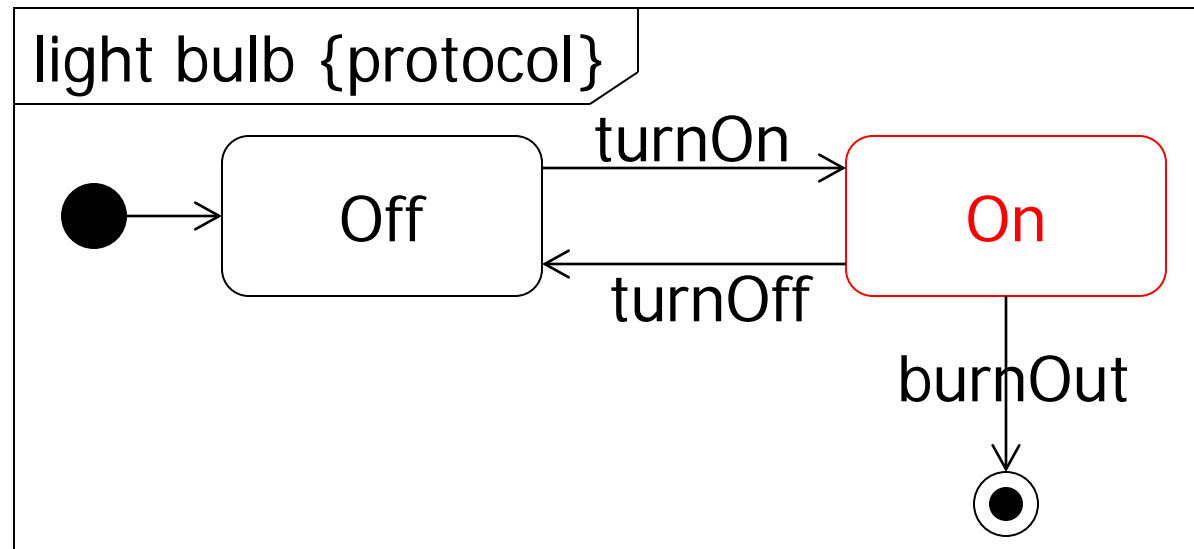 light bulb {protocol}
turnOn
Off
On
turnOff
burnOut